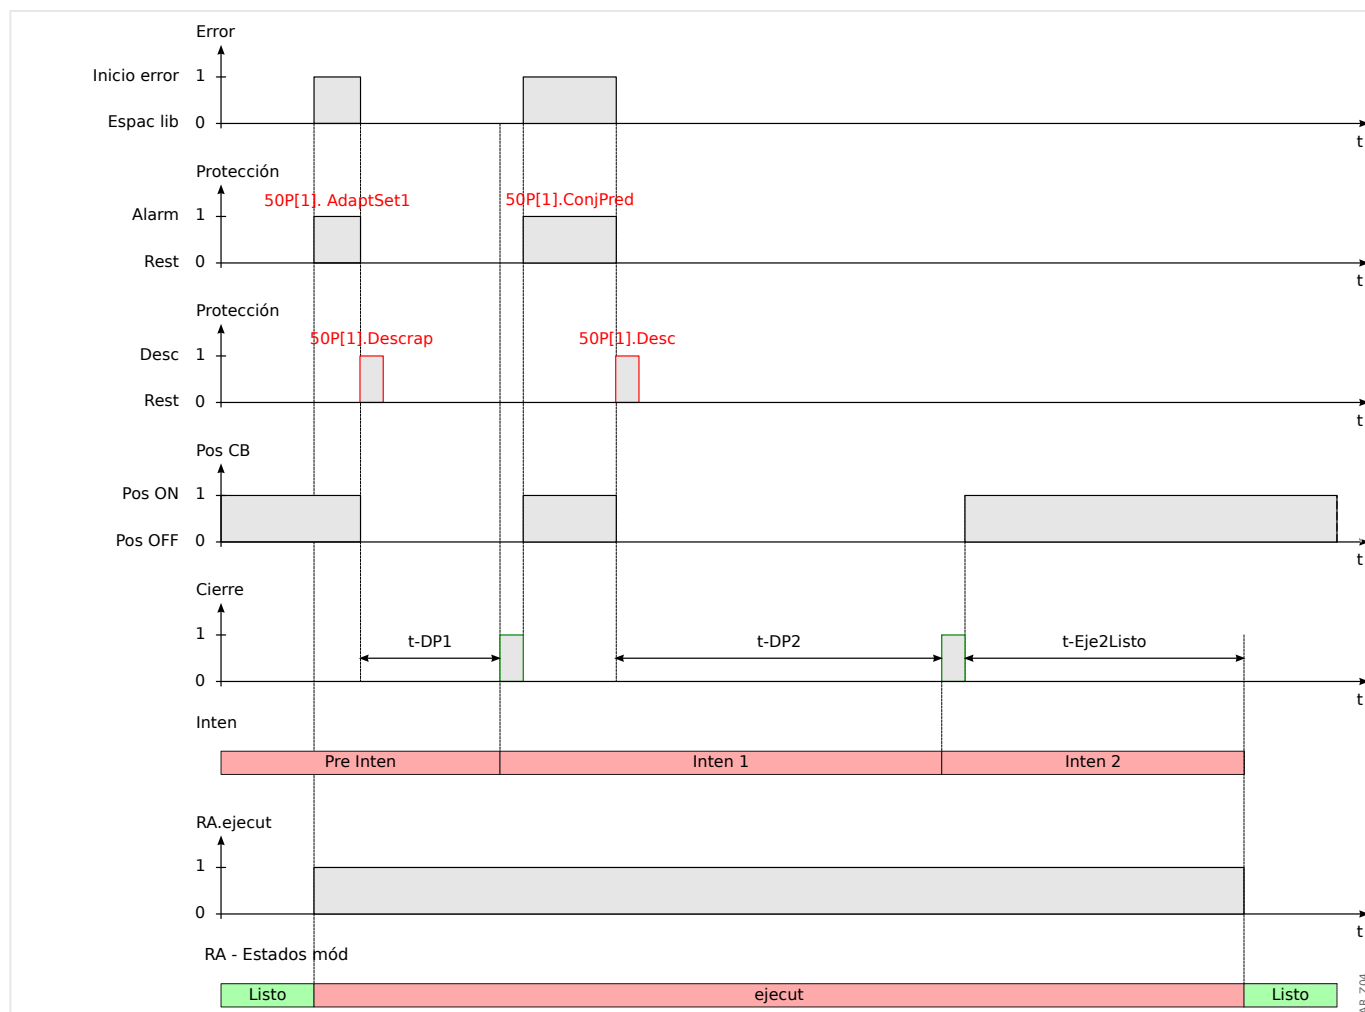 Error
Inicio error 1
Espac lib 0
t
Protección
50P[1]. AdaptSet1 50P[1].ConjPred
Alarm 1
Rest 0
t
Protección
50P[1].Descrap 50P[1].Desc
Desc 1
Rest 0
t
Pos CB
Pos ON 1
Pos OFF 0
t
Cierre
1 t-DP1 t-DP2 t-Eje2Listo
0
t
Inten
Pre Inten Inten 1 Inten 2
RA.ejecut
1
0
t
RA - Estados mód
Listo ejecut Listo
AR_Z04